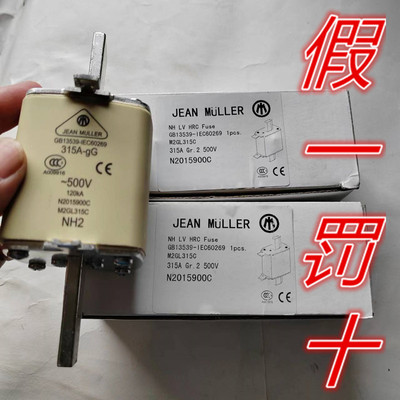 JEAN MÜLLER
GB13539-IEC60269
315A-gG
CCC
~500V
120kA
N2015900C
M2GL315C
NH2
JEAN MÜLLER
NH LV HRC Fuse
GB13539-IEC60269 1pcs.
M2GL315C
315A Gr.2 500V
N2015900C
JEAN MÜLLER
NH LV HRC Fuse
GB13539-IEC60269 1pcs.
M2GL315C
315A Gr.2 500V
N2015900C
假
一
罚
十